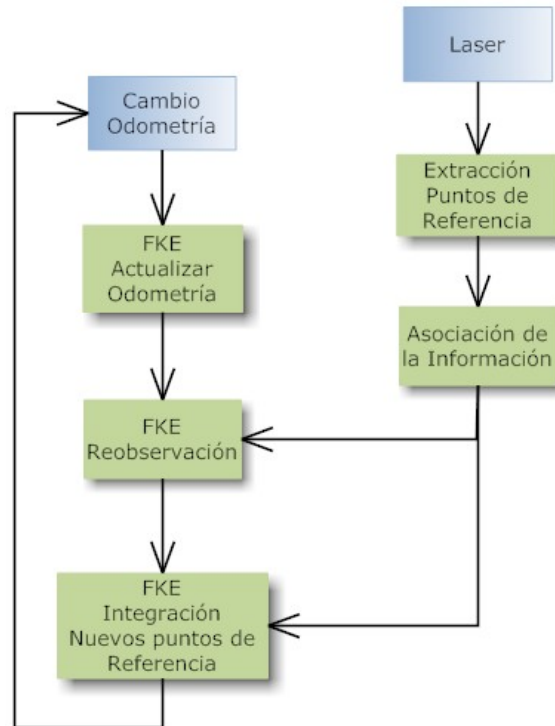 Laser
Cambio
Odometría
Extracción
Puntos de
Referencia
FKE
Actualizar
Odometría
Asociación de
la Información
FKE
Reobservación
FKE
Integración
Nuevos puntos de
Referencia